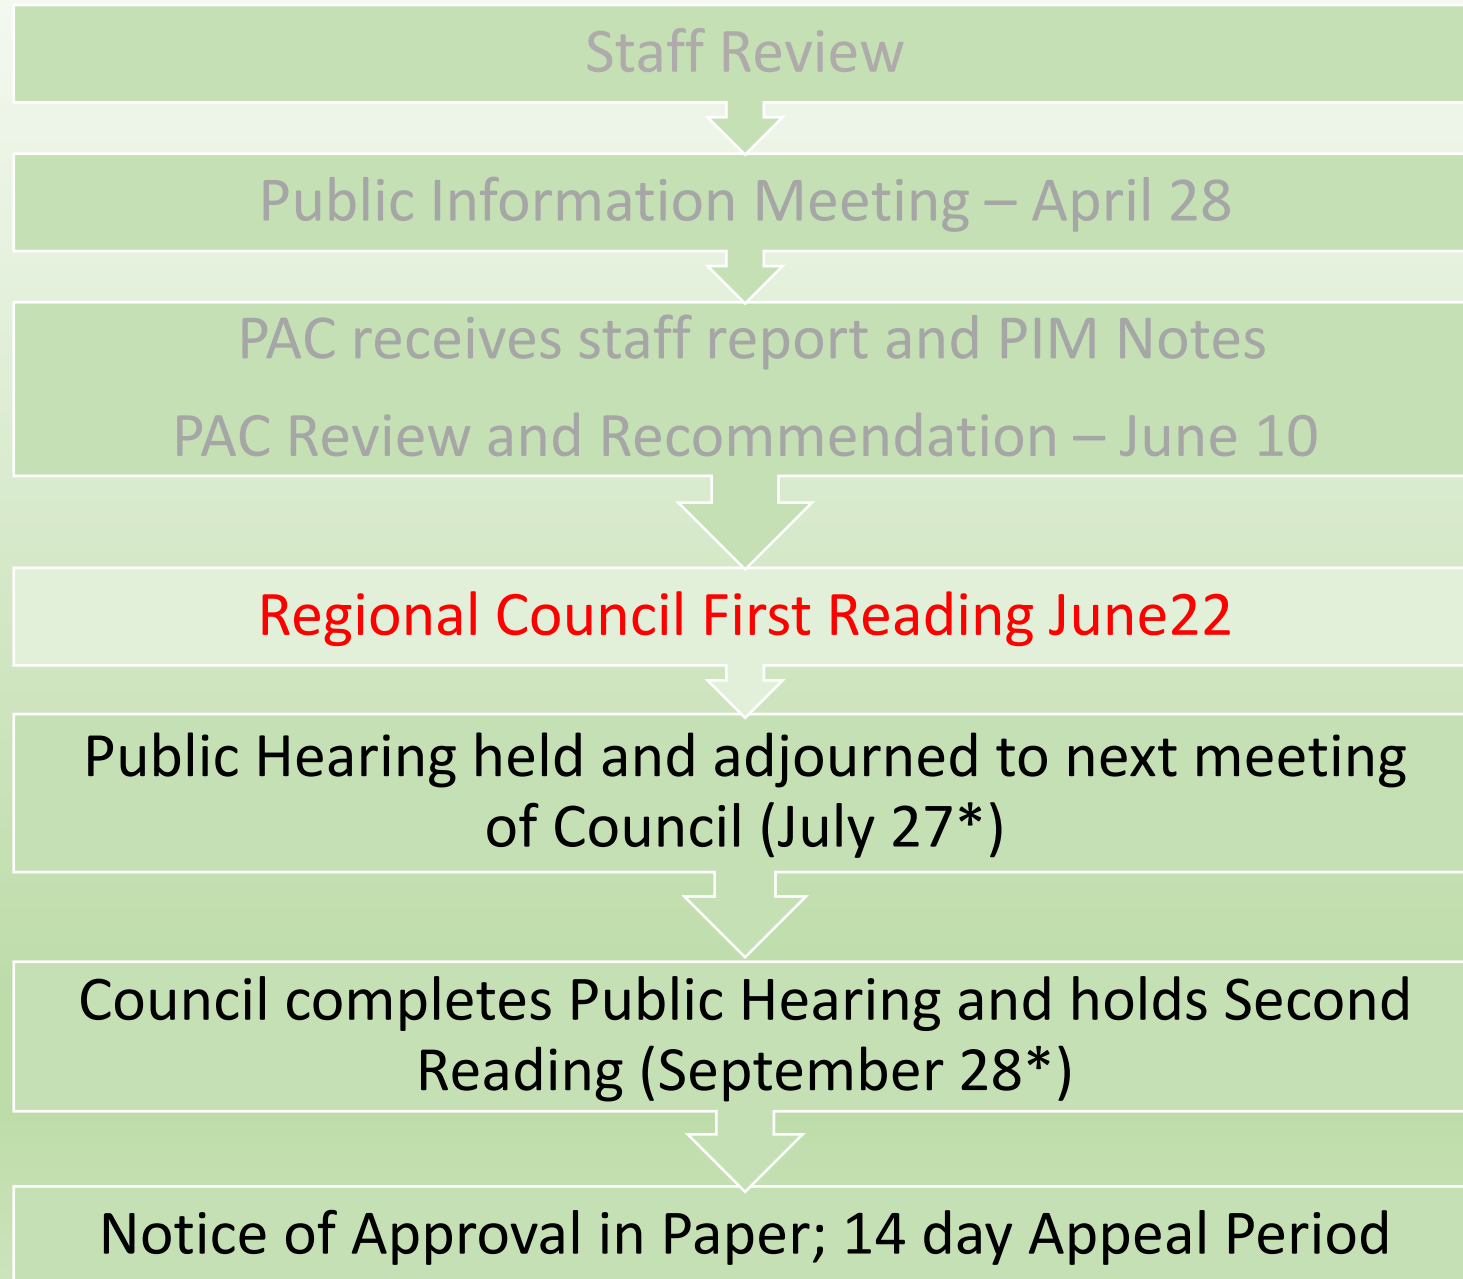 Staff Review
Public Information Meeting – April 28
PAC receives staff report and PIM Notes
PAC Review and Recommendation – June 10
Regional Council First Reading June22
Public Hearing held and adjourned to next meeting
of Council (July 27*)
Council completes Public Hearing and holds Second
Reading (September 28*)
Notice of Approval in Paper; 14 day Appeal Period